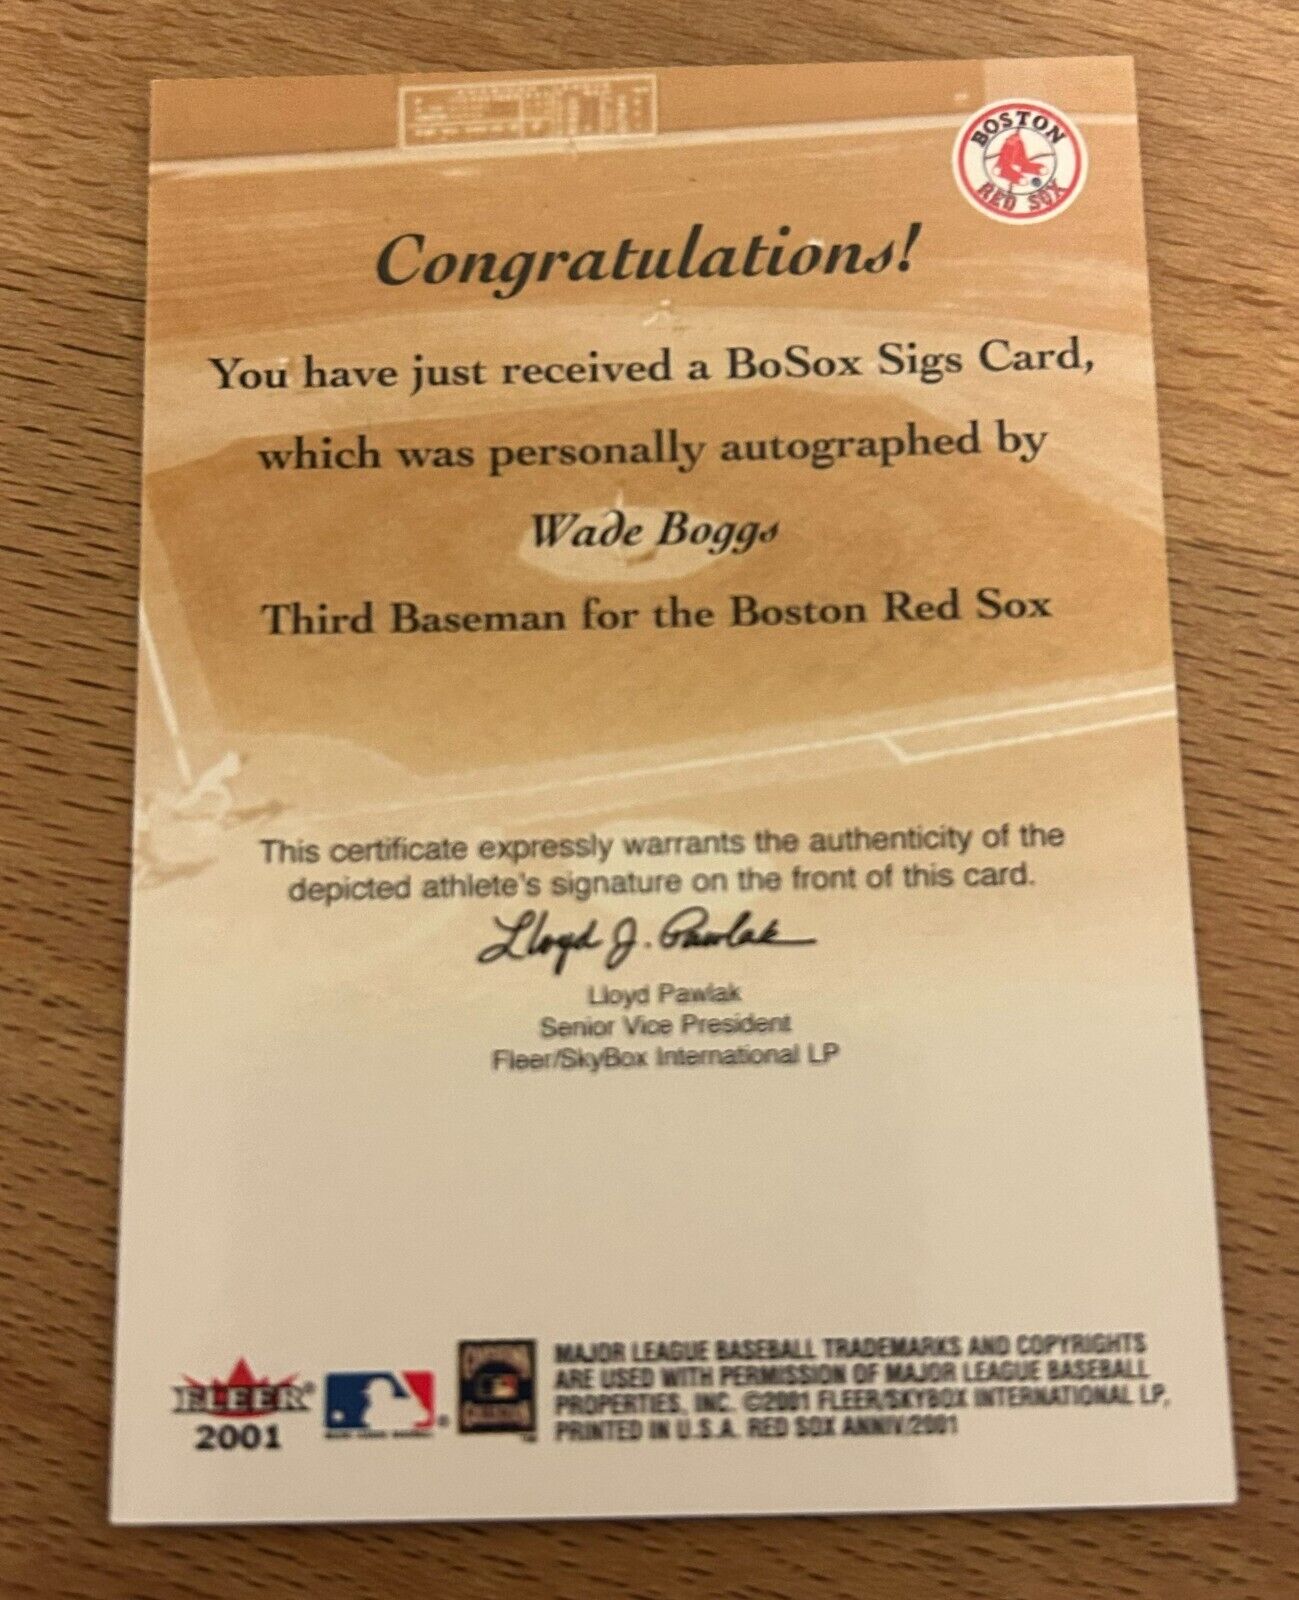 BOSTON
RED SOX
Congratulations!
You have just received a BoSox Sigs Card,
which was personally autographed by
Wade Boggs
Third Baseman for the Boston Red Sox
This certificate expressly warrants the authenticity of the
depicted athlete's signature on the front of this card.
Lloyd J. Pawlak
Lloyd Pawlak
Senior Vice President
Fleer/SkyBox International LP
FLEER®
2001
MAJOR LEAGUE BASEBALL TRADEMARKS AND COPYRIGHTS
ARE USED WITH PERMISSION OF MAJOR LEAGUE BASEBALL
PROPERTIES, INC. ©2001 FLEER/SKYBOX INTERNATIONAL LP,
PRINTED IN U.S.A. RED SOX ANNIV/2001